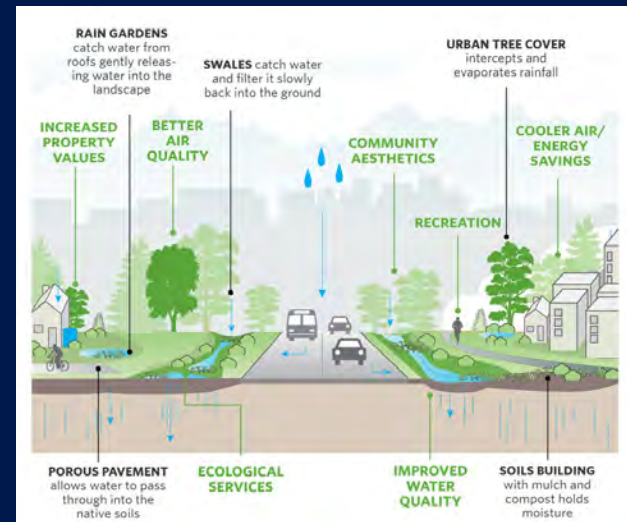 RAIN GARDENS
catch water from
roofs gently releas-
ing water into the
landscape
SWALES catch water
and filter it slowly
back into the ground
URBAN TREE COVER
intercepts and
evaporates rainfall
INCREASED
PROPERTY
VALUES
BETTER
AIR
QUALITY
COMMUNITY
AESTHETICS
COOLER AIR/
ENERGY
SAVINGS
RECREATION
POROUS PAVEMENT
allows water to pass
through into the
native soils
ECOLOGICAL
SERVICES
IMPROVED
WATER
QUALITY
SOILS BUILDING
with mulch and
compost holds
moisture